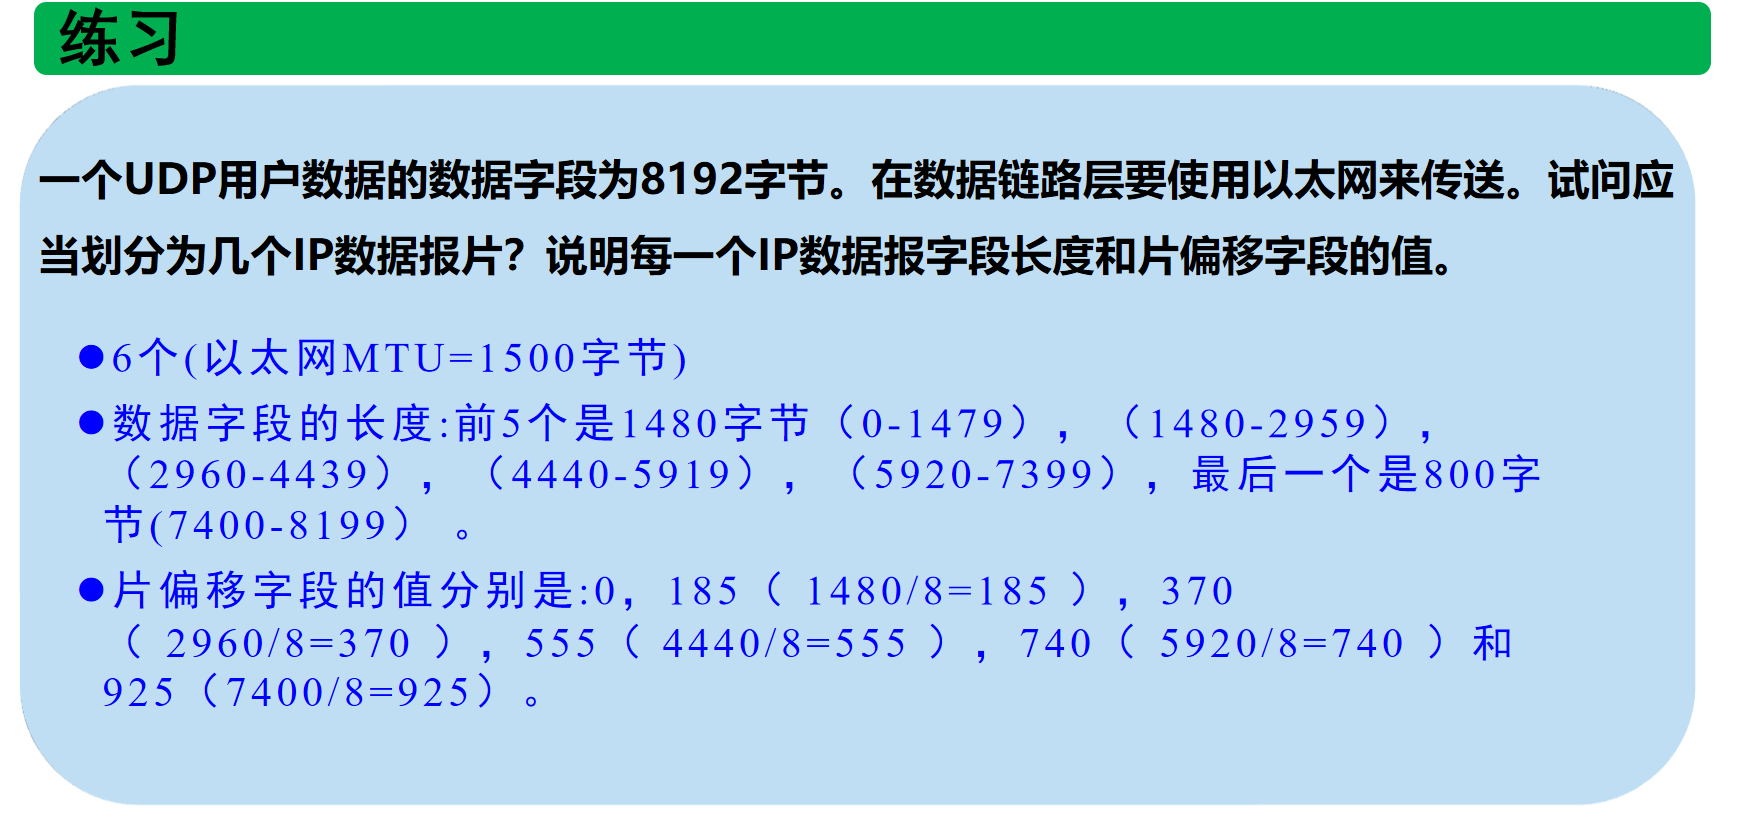 练习
一个UDP用户数据的数据字段为8192字节。在数据链路层要使用以太网来传送。试问应
当划分为几个IP数据报片？说明每一个IP数据报字段长度和片偏移字段的值。
●6个(以太网MTU=1500字节)
●数据字段的长度:前5个是1480字节（0-1479），（1480-2959），
（2960-4439），（4440-5919），（5920-7399），最后一个是800字
节(7400-8199） 。
●片偏移字段的值分别是:0，185（ 1480/8=185 ），370
（ 2960/8=370 ），555（ 4440/8=555 ），740（ 5920/8=740 ）和
925（7400/8=925）。